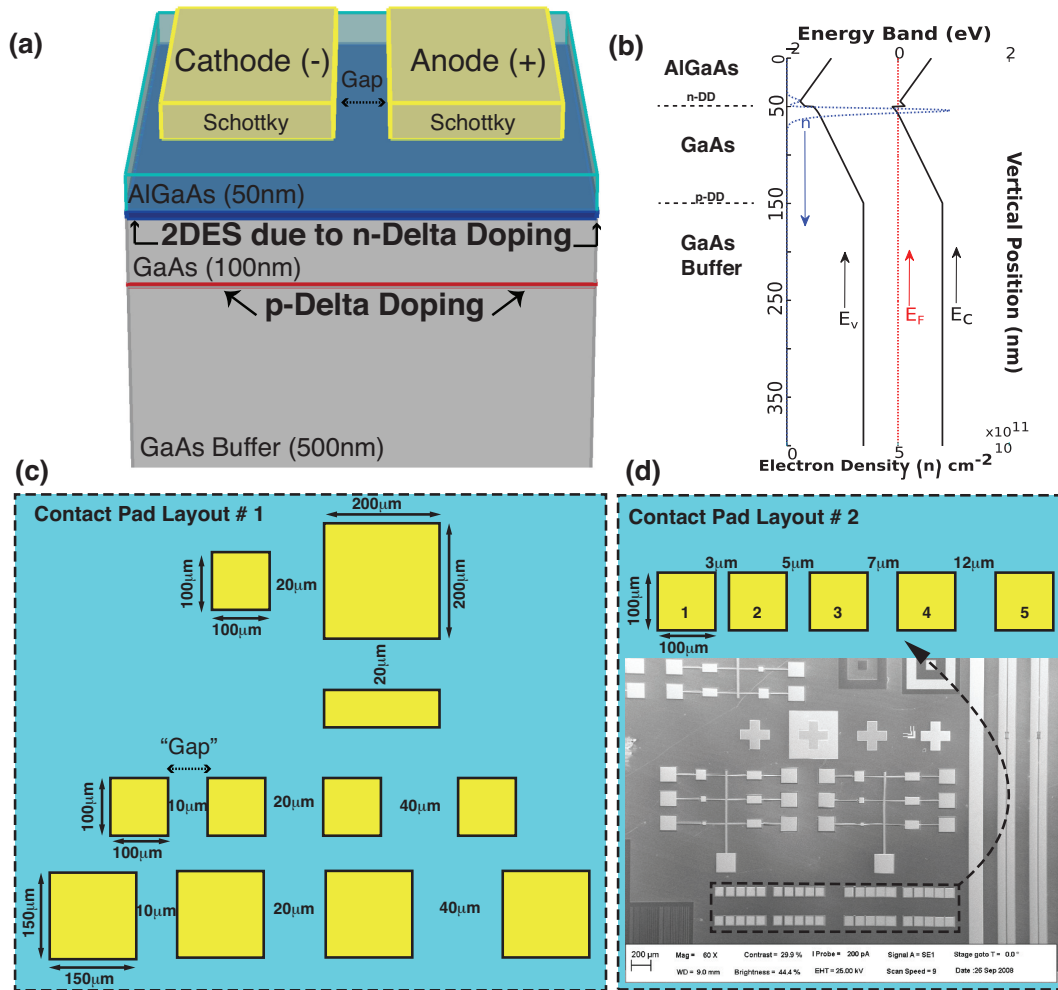 (a)
Cathode (-)
Anode (+)
Gap
Schottky
Schottky
AlGaAs (50nm)
2DES due to n-Delta Doping
GaAs (100nm)
p-Delta Doping
GaAs Buffer (500nm)
(b)
Energy Band (eV)
-2 0 2
AlGaAs
n-DD
GaAs
p-DD
GaAs
Buffer
0
50
150
250
350
n
Ev
EF
EC
Vertical Position (nm)
x10^11
0 5 10
Electron Density (n) cm-2
(c)
Contact Pad Layout # 1
200μm
200μm
100μm
20μm
100μm
20μm
"Gap"
100μm
10μm
20μm
40μm
100μm
150μm
10μm
20μm
40μm
150μm
(d)
Contact Pad Layout # 2
3μm 5μm 7μm 12μm
100μm
1 2 3 4 5
100μm
200 μm
Mag = 60 X
Contrast = 29.9 %
I Probe = 200 pA
Signal A = SE1
Stage goto T = 0.0°
WD = 9.0 mm
Brightness = 44.4 %
EHT = 25.00 kV
Scan Speed = 9
Date :26 Sep 2008